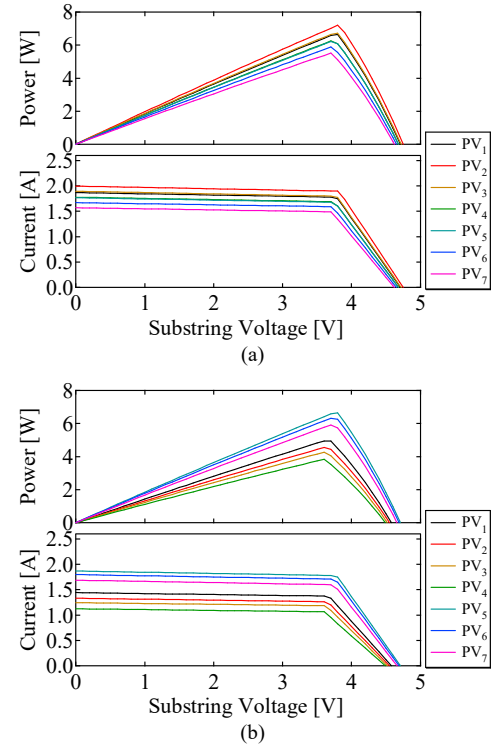 8
6
4
2
0
Power [W]
2.5
2.0
1.5
1.0
0.5
0.0
Current [A]
0 1 2 3 4 5
Substring Voltage [V]
PV1
PV2
PV3
PV4
PV5
PV6
PV7
(a)
8
6
4
2
0
Power [W]
2.5
2.0
1.5
1.0
0.5
0.0
Current [A]
0 1 2 3 4 5
Substring Voltage [V]
PV1
PV2
PV3
PV4
PV5
PV6
PV7
(b)